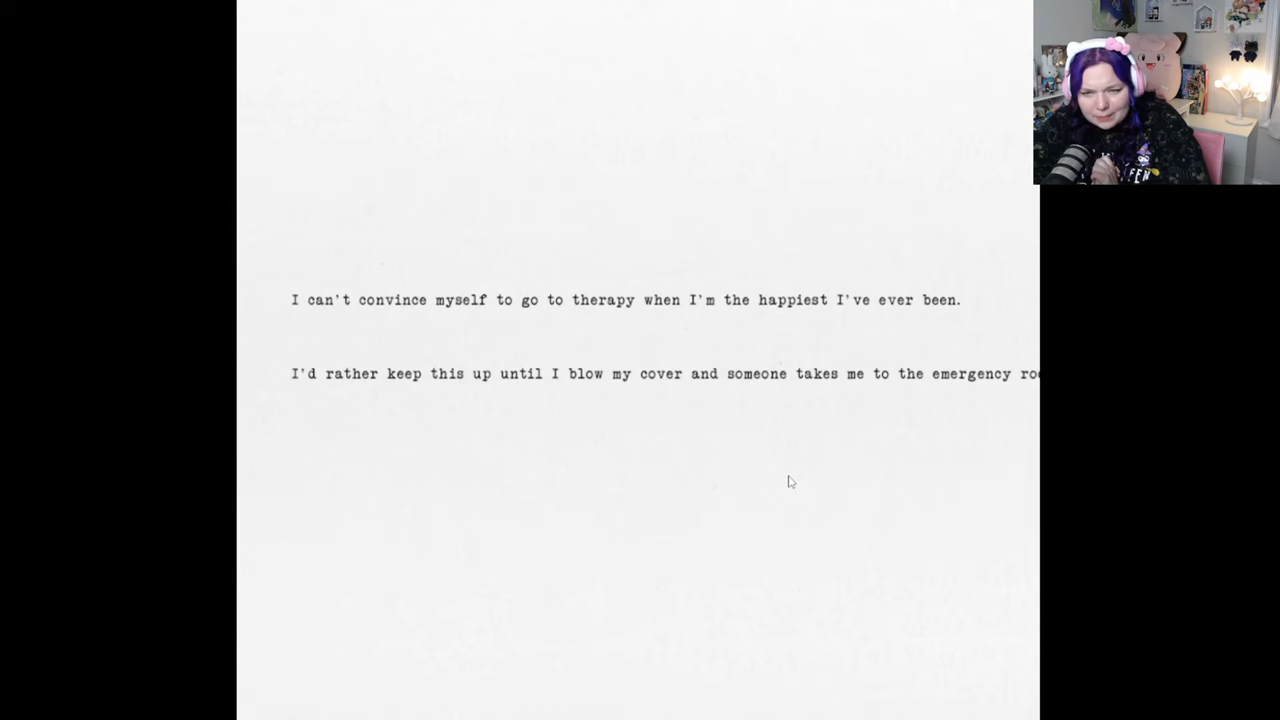 I can't convince myself to go to therapy when I'm the happiest I've ever been.
I'd rather keep this up until I blow my cover and someone takes me to the emergency